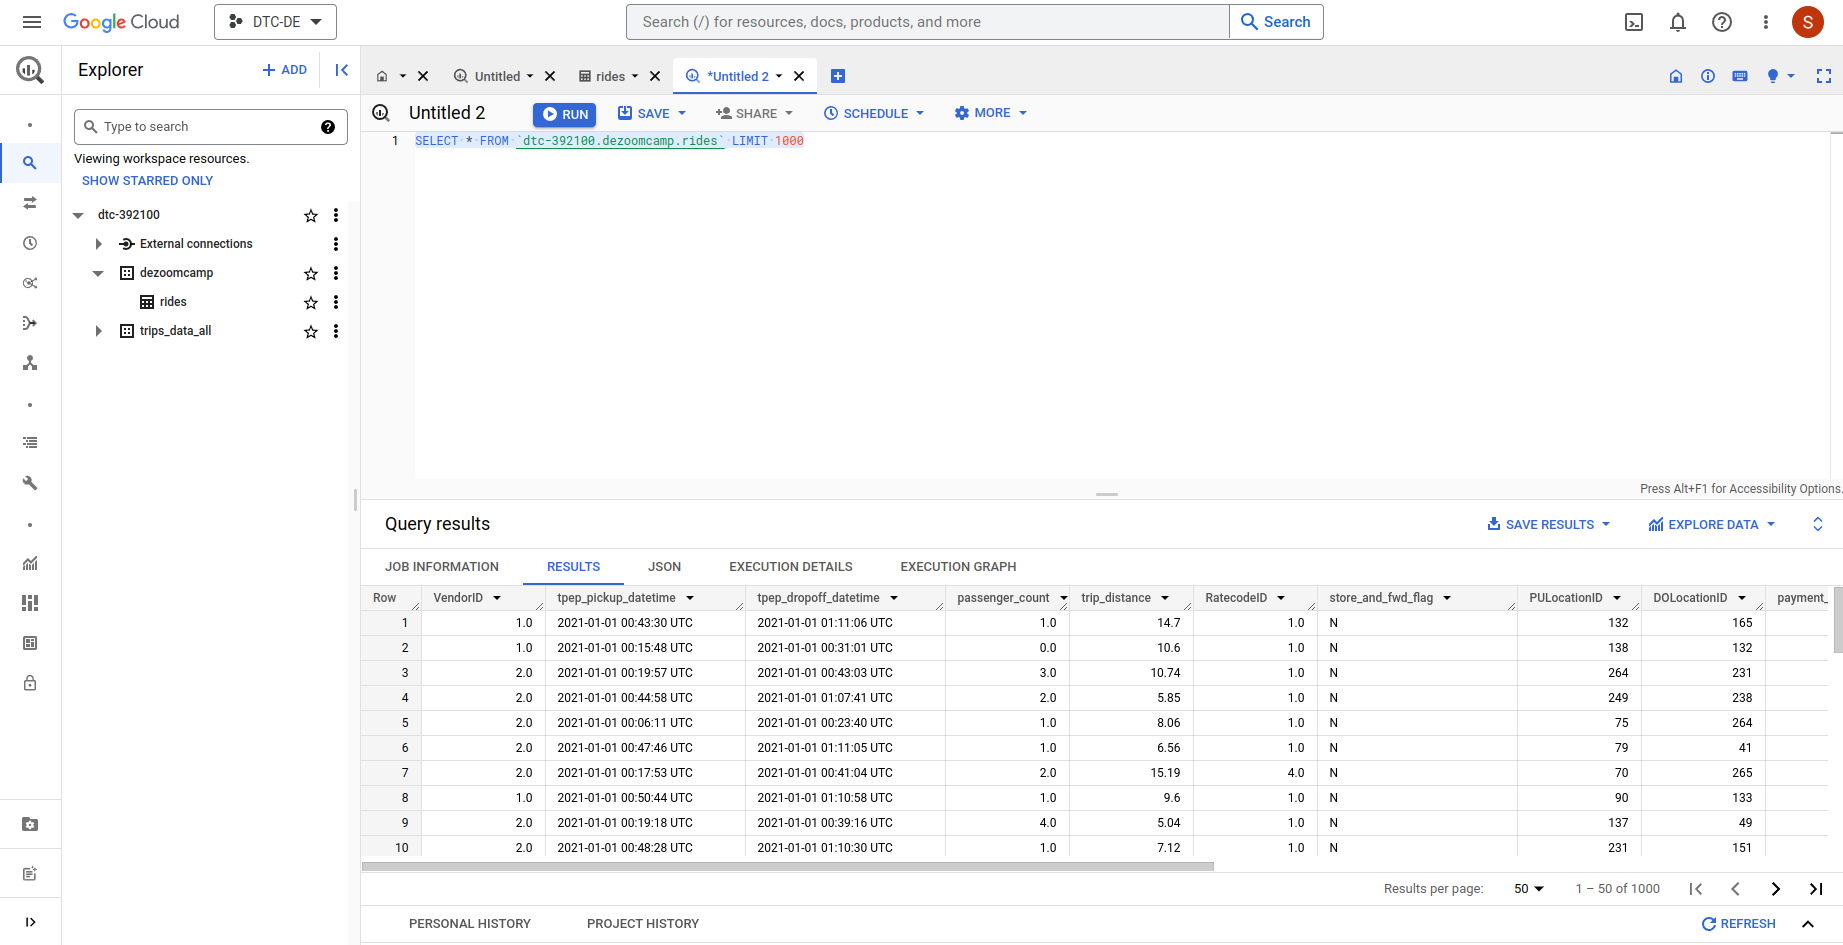 Google Cloud
DTC-DE
Search (/) for resources, docs, products, and more
Search
S
Explorer
ADD
Untitled
rides
*Untitled 2
Untitled 2
RUN
SAVE
SHARE
SCHEDULE
MORE
Type to search
Viewing workspace resources.
SHOW STARRED ONLY
dtc-392100
External connections
dezoomcamp
rides
trips_data_all
1 SELECT * FROM `dtc-392100.dezoomcamp.rides` LIMIT 1000
Press Alt+F1 for Accessibility Options.
Query results
SAVE RESULTS
EXPLORE DATA
JOB INFORMATION RESULTS JSON EXECUTION DETAILS EXECUTION GRAPH
Row VendorID tpep_pickup_datetime tpep_dropoff_datetime passenger_count trip_distance RatecodeID store_and_fwd_flag PULocationID DOLocationID payment_
1 1.0 2021-01-01 00:43:30 UTC 2021-01-01 01:11:06 UTC 1.0 14.7 1.0 N 132 165
2 1.0 2021-01-01 00:15:48 UTC 2021-01-01 00:31:01 UTC 0.0 10.6 1.0 N 138 132
3 2.0 2021-01-01 00:19:57 UTC 2021-01-01 00:43:03 UTC 3.0 10.74 1.0 N 264 231
4 2.0 2021-01-01 00:44:58 UTC 2021-01-01 01:07:41 UTC 2.0 5.85 1.0 N 249 238
5 2.0 2021-01-01 00:06:11 UTC 2021-01-01 00:23:40 UTC 1.0 8.06 1.0 N 75 264
6 2.0 2021-01-01 00:47:46 UTC 2021-01-01 01:11:05 UTC 1.0 6.56 1.0 N 79 41
7 2.0 2021-01-01 00:17:53 UTC 2021-01-01 00:41:04 UTC 2.0 15.19 4.0 N 70 265
8 1.0 2021-01-01 00:50:44 UTC 2021-01-01 01:10:58 UTC 1.0 9.6 1.0 N 90 133
9 2.0 2021-01-01 00:19:18 UTC 2021-01-01 00:39:16 UTC 4.0 5.04 1.0 N 137 49
10 2.0 2021-01-01 00:48:28 UTC 2021-01-01 01:10:30 UTC 1.0 7.12 1.0 N 231 151
Results per page: 50 1 – 50 of 1000
PERSONAL HISTORY PROJECT HISTORY REFRESH